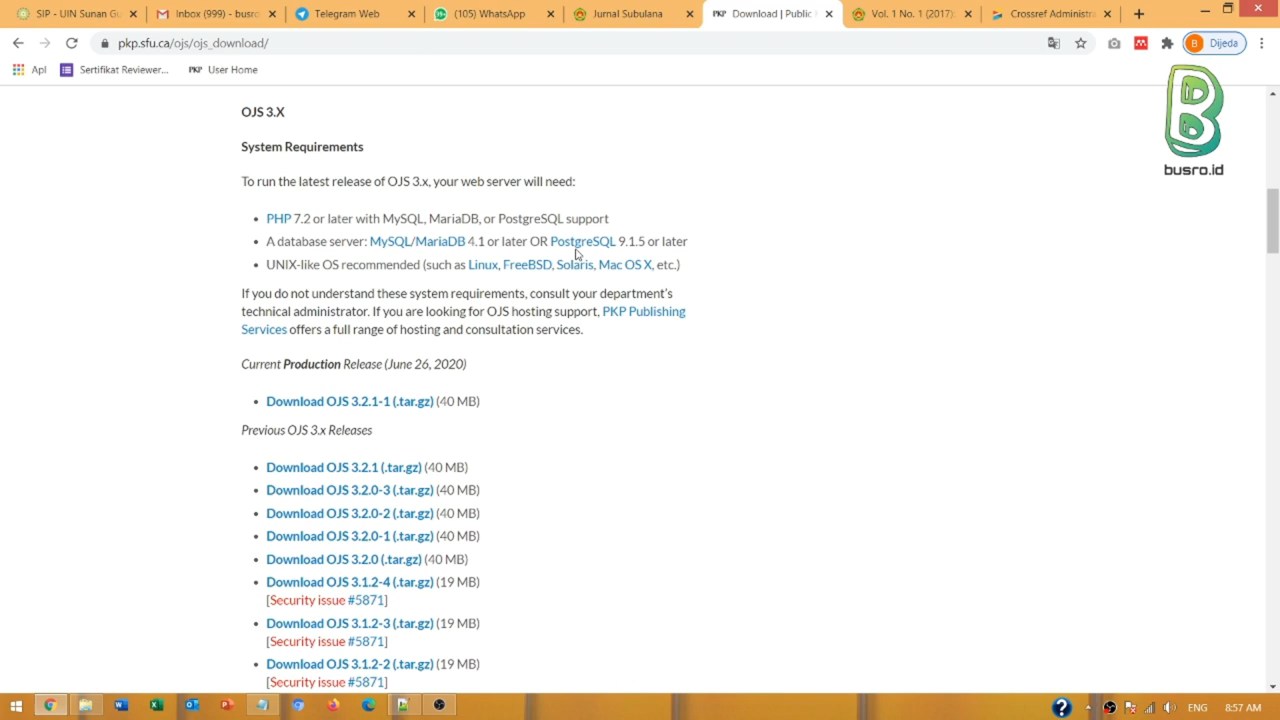 SIP - UIN Sunan Gu
Inbox (999) - busro
Telegram Web
(105) WhatsApp
Jurnal Subulana
PKP Download | Public
Vol. 1 No. 1 (2017):
Crossref Administra
pkp.sfu.ca/ojs/ojs_download/
B Dijeda
Apl
Sertifikat Reviewer...
PKP User Home
busro.id
OJS 3.X
System Requirements
To run the latest release of OJS 3.x, your web server will need:
• PHP 7.2 or later with MySQL, MariaDB, or PostgreSQL support
• A database server: MySQL/MariaDB 4.1 or later OR PostgreSQL 9.1.5 or later
• UNIX-like OS recommended (such as Linux, FreeBSD, Solaris, Mac OS X, etc.)
If you do not understand these system requirements, consult your department's
technical administrator. If you are looking for OJS hosting support, PKP Publishing
Services offers a full range of hosting and consultation services.
Current Production Release (June 26, 2020)
• Download OJS 3.2.1-1 (.tar.gz) (40 MB)
Previous OJS 3.x Releases
• Download OJS 3.2.1 (.tar.gz) (40 MB)
• Download OJS 3.2.0-3 (.tar.gz) (40 MB)
• Download OJS 3.2.0-2 (.tar.gz) (40 MB)
• Download OJS 3.2.0-1 (.tar.gz) (40 MB)
• Download OJS 3.2.0 (.tar.gz) (40 MB)
• Download OJS 3.1.2-4 (.tar.gz) (19 MB)
[Security issue #5871]
• Download OJS 3.1.2-3 (.tar.gz) (19 MB)
[Security issue #5871]
• Download OJS 3.1.2-2 (.tar.gz) (19 MB)
[Security issue #5871]
ENG
8:57 AM